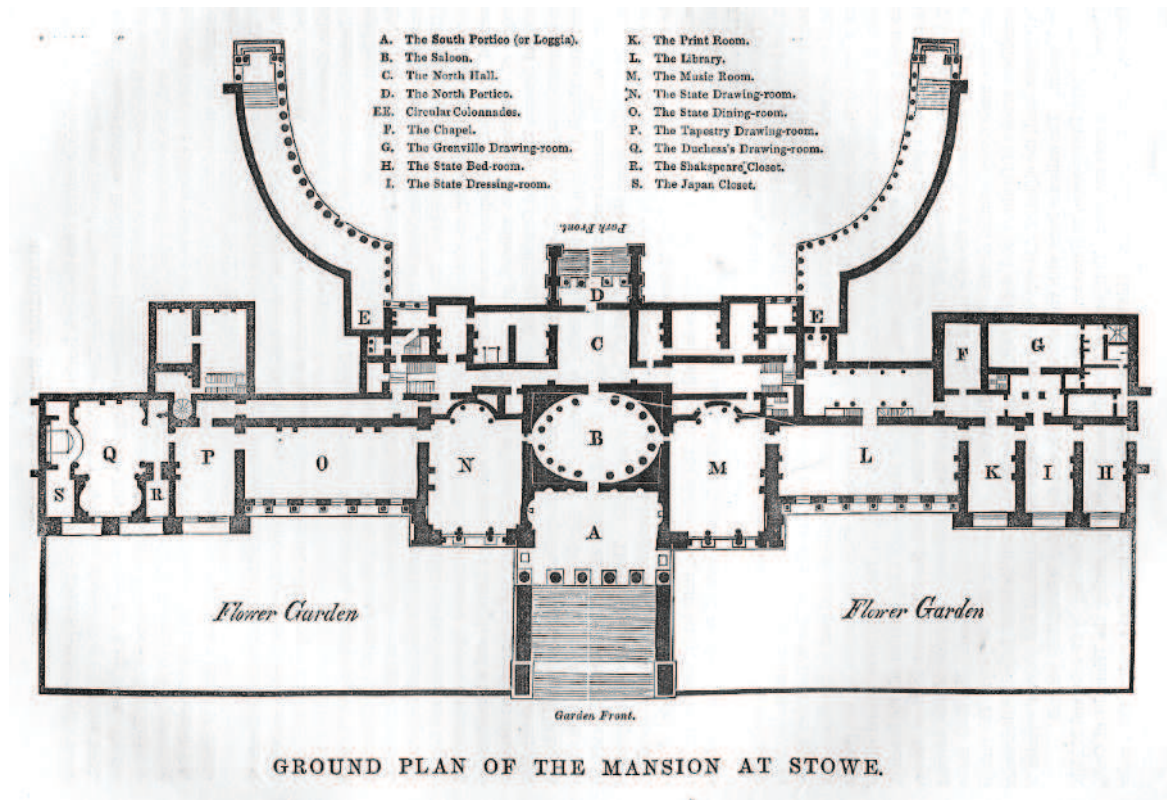 A. The South Portico (or Loggia).
B. The Saloon.
C. The North Hall.
D. The North Portico.
EE. Circular Colonnades.
F. The Chapel.
G. The Grenville Drawing-room.
H. The State Bed-room.
I. The State Dressing-room.
K. The Print Room.
L. The Library.
M. The Music Room.
N. The State Drawing-room.
O. The State Dining-room.
P. The Tapestry Drawing-room.
Q. The Duchess's Drawing-room.
R. The Shakspeare Closet.
S. The Japan Closet.
Park Front.
D
E
E
C
F
G
B
Q
P
O
N
M
L
K
I
H
S
R
A
Flower Garden
Flower Garden
Garden Front.
GROUND PLAN OF THE MANSION AT STOWE.